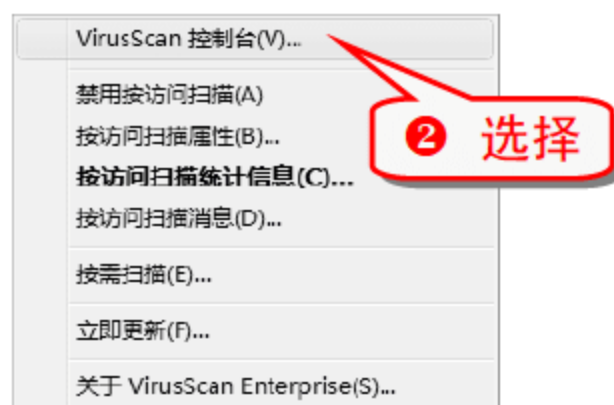 VirusScan 控制台(V)...
禁用按访问扫描(A)
按访问扫描属性(B)...
按访问扫描统计信息(C)...
按访问扫描消息(D)...
按需扫描(E)...
立即更新(F)...
关于 VirusScan Enterprise(S)...
❷ 选择